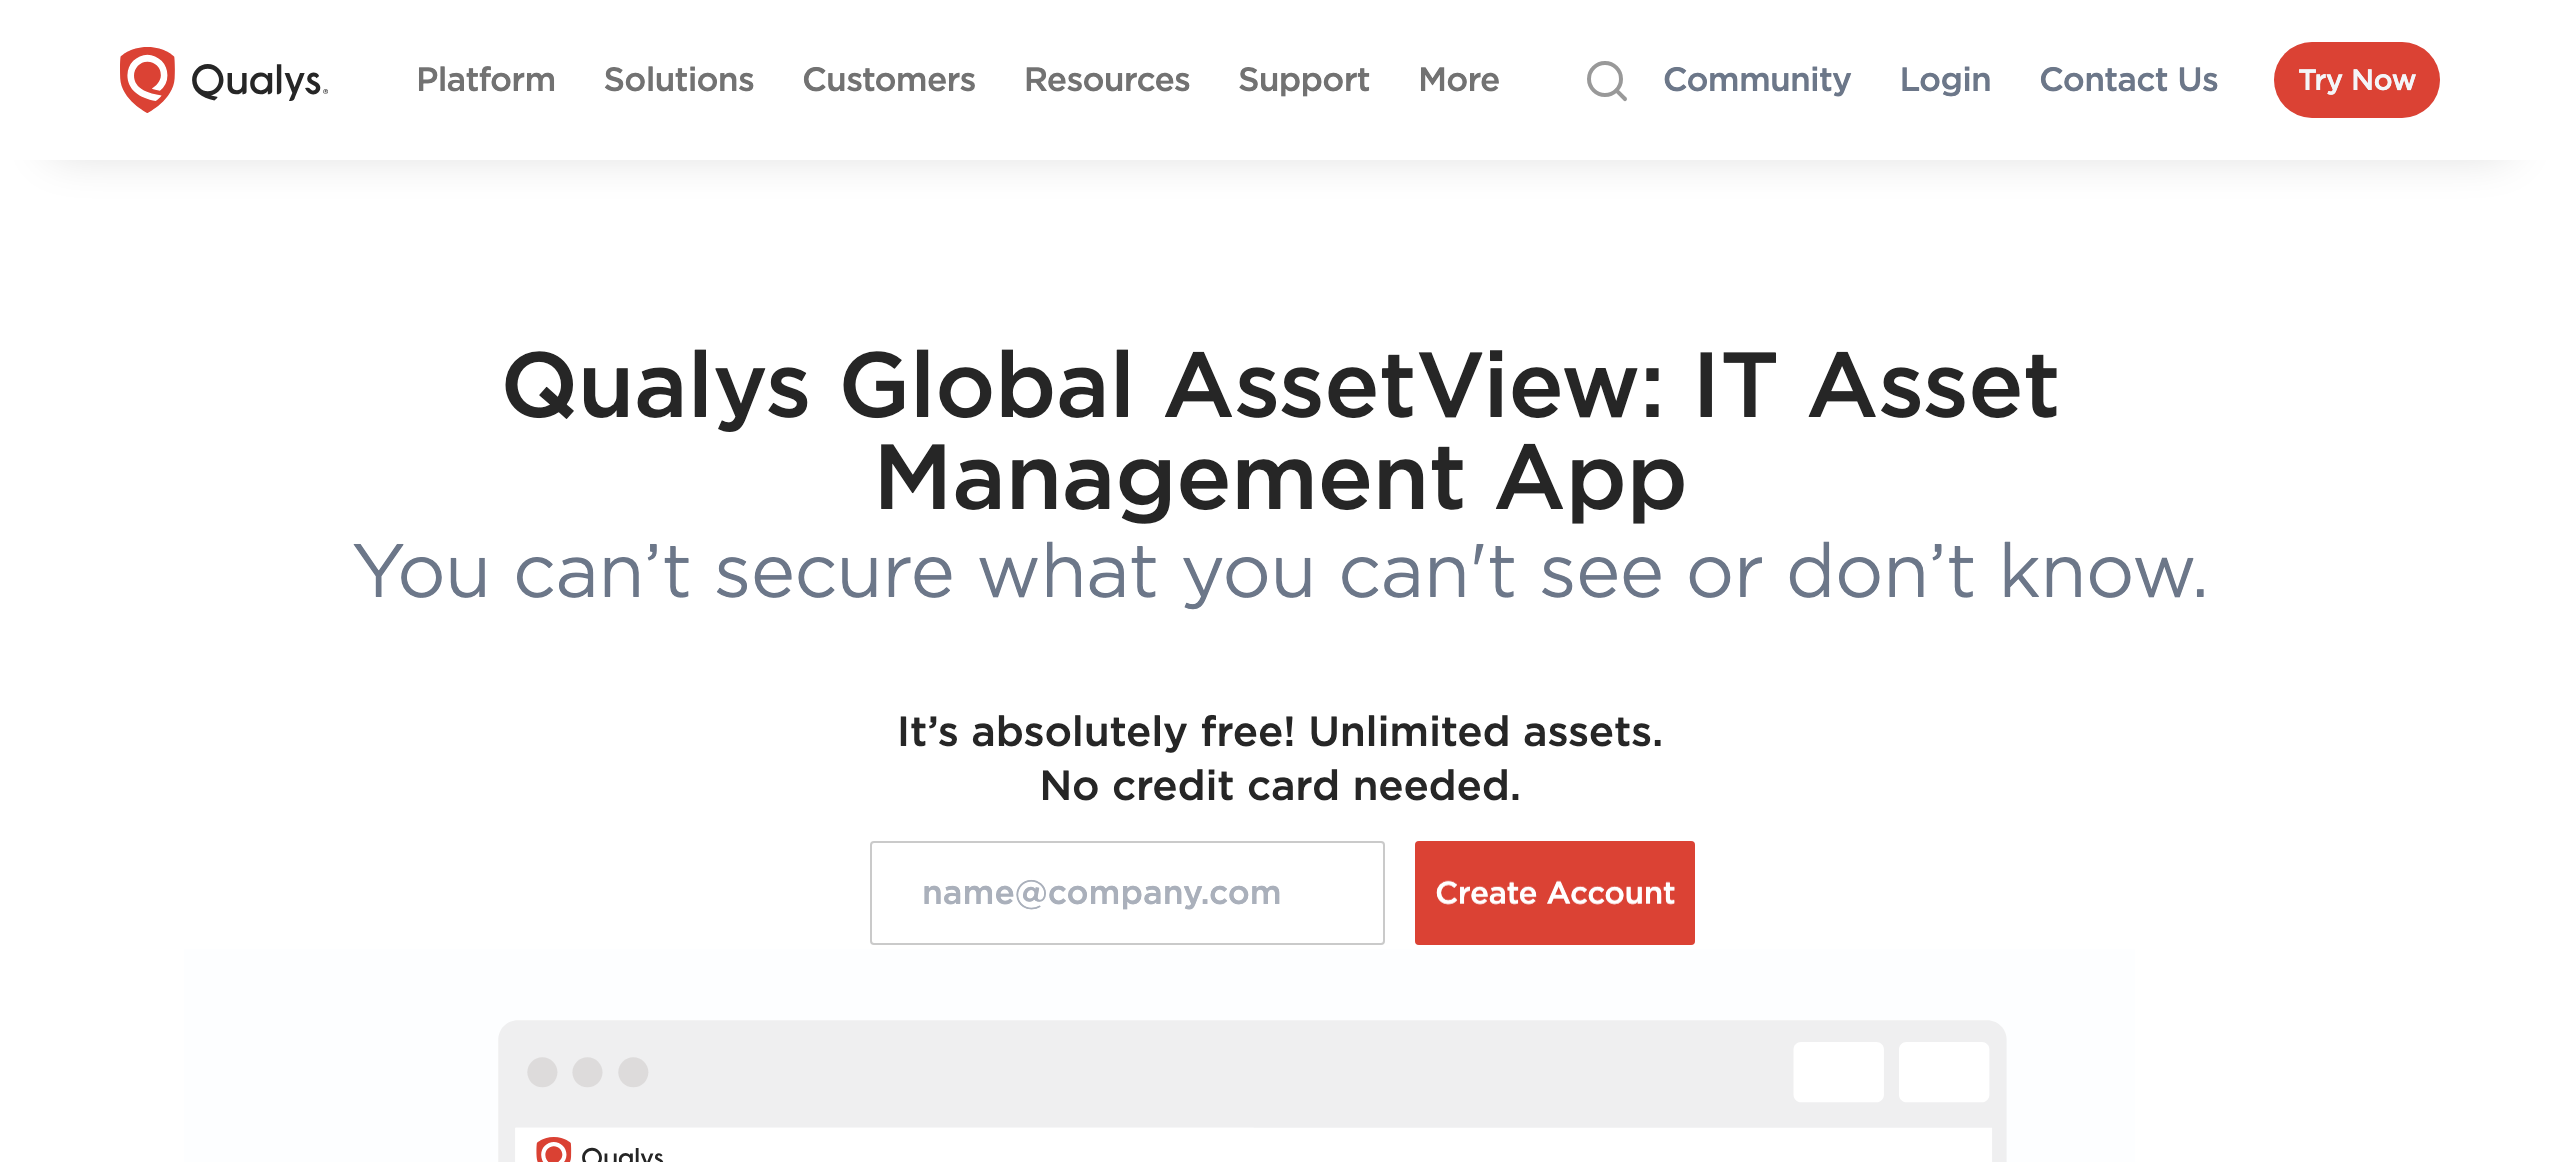 Qualys®
Platform Solutions Customers Resources Support More Community Login Contact Us Try Now
Qualys Global AssetView: IT Asset
Management App
You can’t secure what you can't see or don’t know.
It’s absolutely free! Unlimited assets.
No credit card needed.
name@company.com
Create Account
Qualys